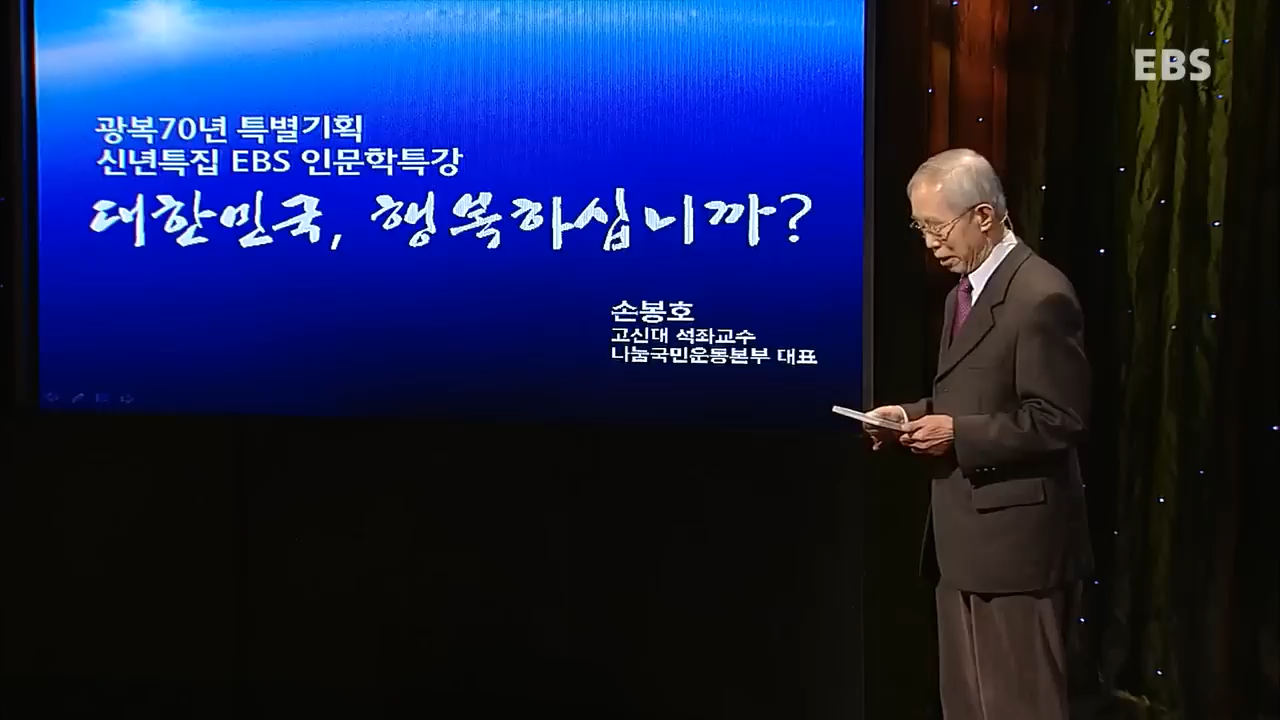 EBS
광복70년 특별기획
신년특집 EBS 인문학특강
대한민국, 행복하십니까?
손봉호
고신대 석좌교수
나눔국민운동본부 대표